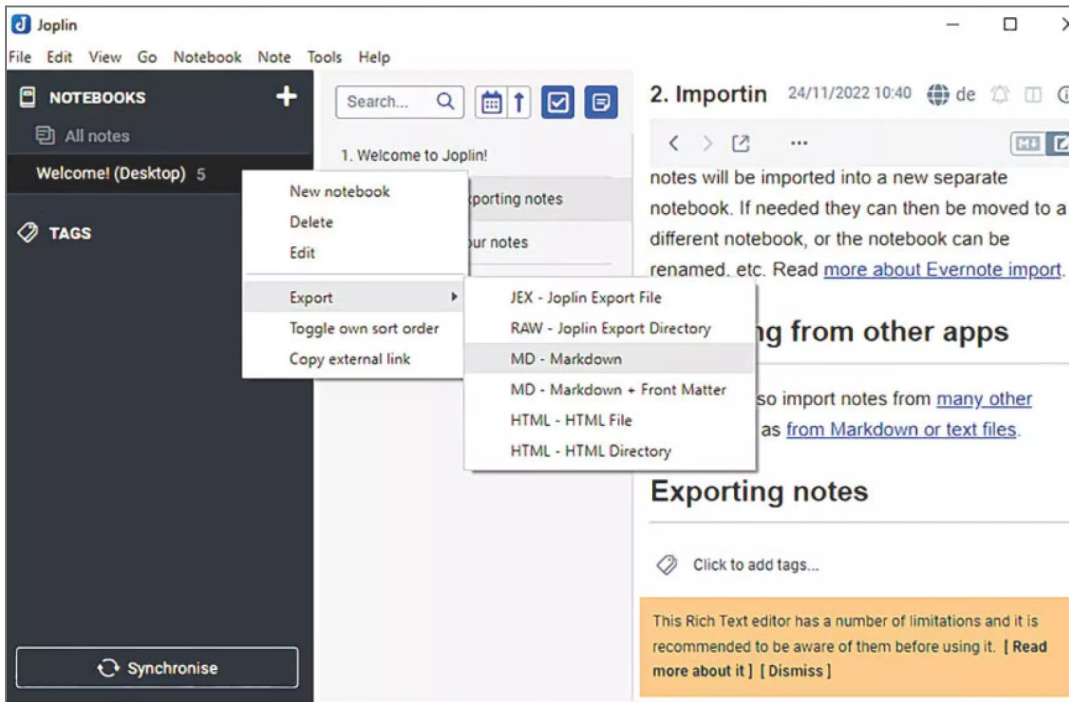 Joplin
File Edit View Go Notebook Note Tools Help
NOTEBOOKS
All notes
Welcome! (Desktop) 5
TAGS
Synchronise
Search...
1. Welcome to Joplin!
porting notes
ur notes
New notebook
Delete
Edit
Export
Toggle own sort order
Copy external link
JEX - Joplin Export File
RAW - Joplin Export Directory
MD - Markdown
MD - Markdown + Front Matter
HTML - HTML File
HTML - HTML Directory
2. Importin 24/11/2022 10:40 de
notes will be imported into a new separate
notebook. If needed they can then be moved to a
different notebook, or the notebook can be
renamed, etc. Read more about Evernote import.
g from other apps
so import notes from many other
as from Markdown or text files.
Exporting notes
Click to add tags...
This Rich Text editor has a number of limitations and it is
recommended to be aware of them before using it. [ Read
more about it ] [ Dismiss ]